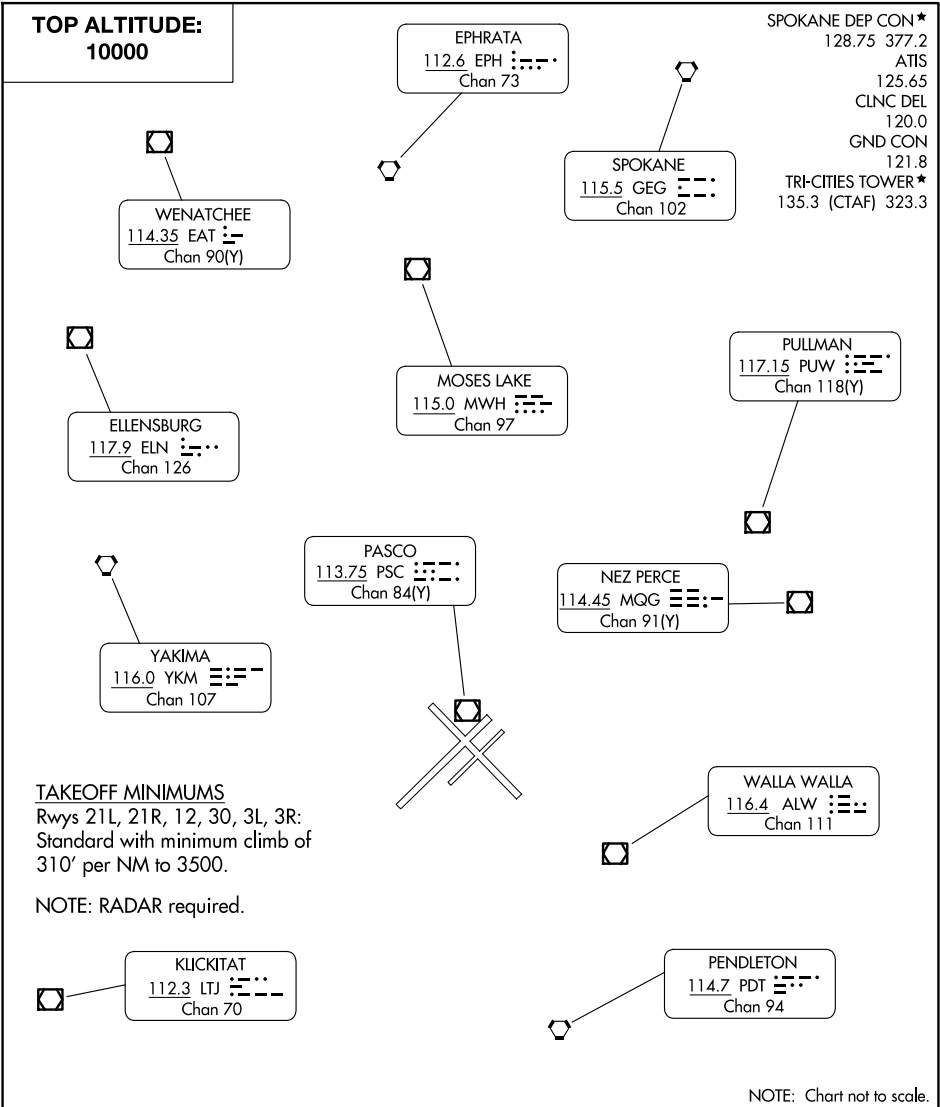 TOP ALTITUDE:
10000
SPOKANE DEP CON★
128.75 377.2
ATIS
125.65
CLNC DEL
120.0
GND CON
121.8
TRI-CITIES TOWER★
135.3 (CTAF) 323.3
EPHRATA
112.6 EPH
Chan 73
SPOKANE
115.5 GEG
Chan 102
WENATCHEE
114.35 EAT
Chan 90(Y)
MOSES LAKE
115.0 MWH
Chan 97
PULLMAN
117.15 PUW
Chan 118(Y)
ELLENSBURG
117.9 ELN
Chan 126
PASCO
113.75 PSC
Chan 84(Y)
NEZ PERCE
114.45 MQG
Chan 91(Y)
YAKIMA
116.0 YKM
Chan 107
TAKEOFF MINIMUMS
Rwys 21L, 21R, 12, 30, 3L, 3R:
Standard with minimum climb of
310' per NM to 3500.
NOTE: RADAR required.
WALLA WALLA
116.4 ALW
Chan 111
KLICKITAT
112.3 LTJ
Chan 70
PENDLETON
114.7 PDT
Chan 94
NOTE: Chart not to scale.